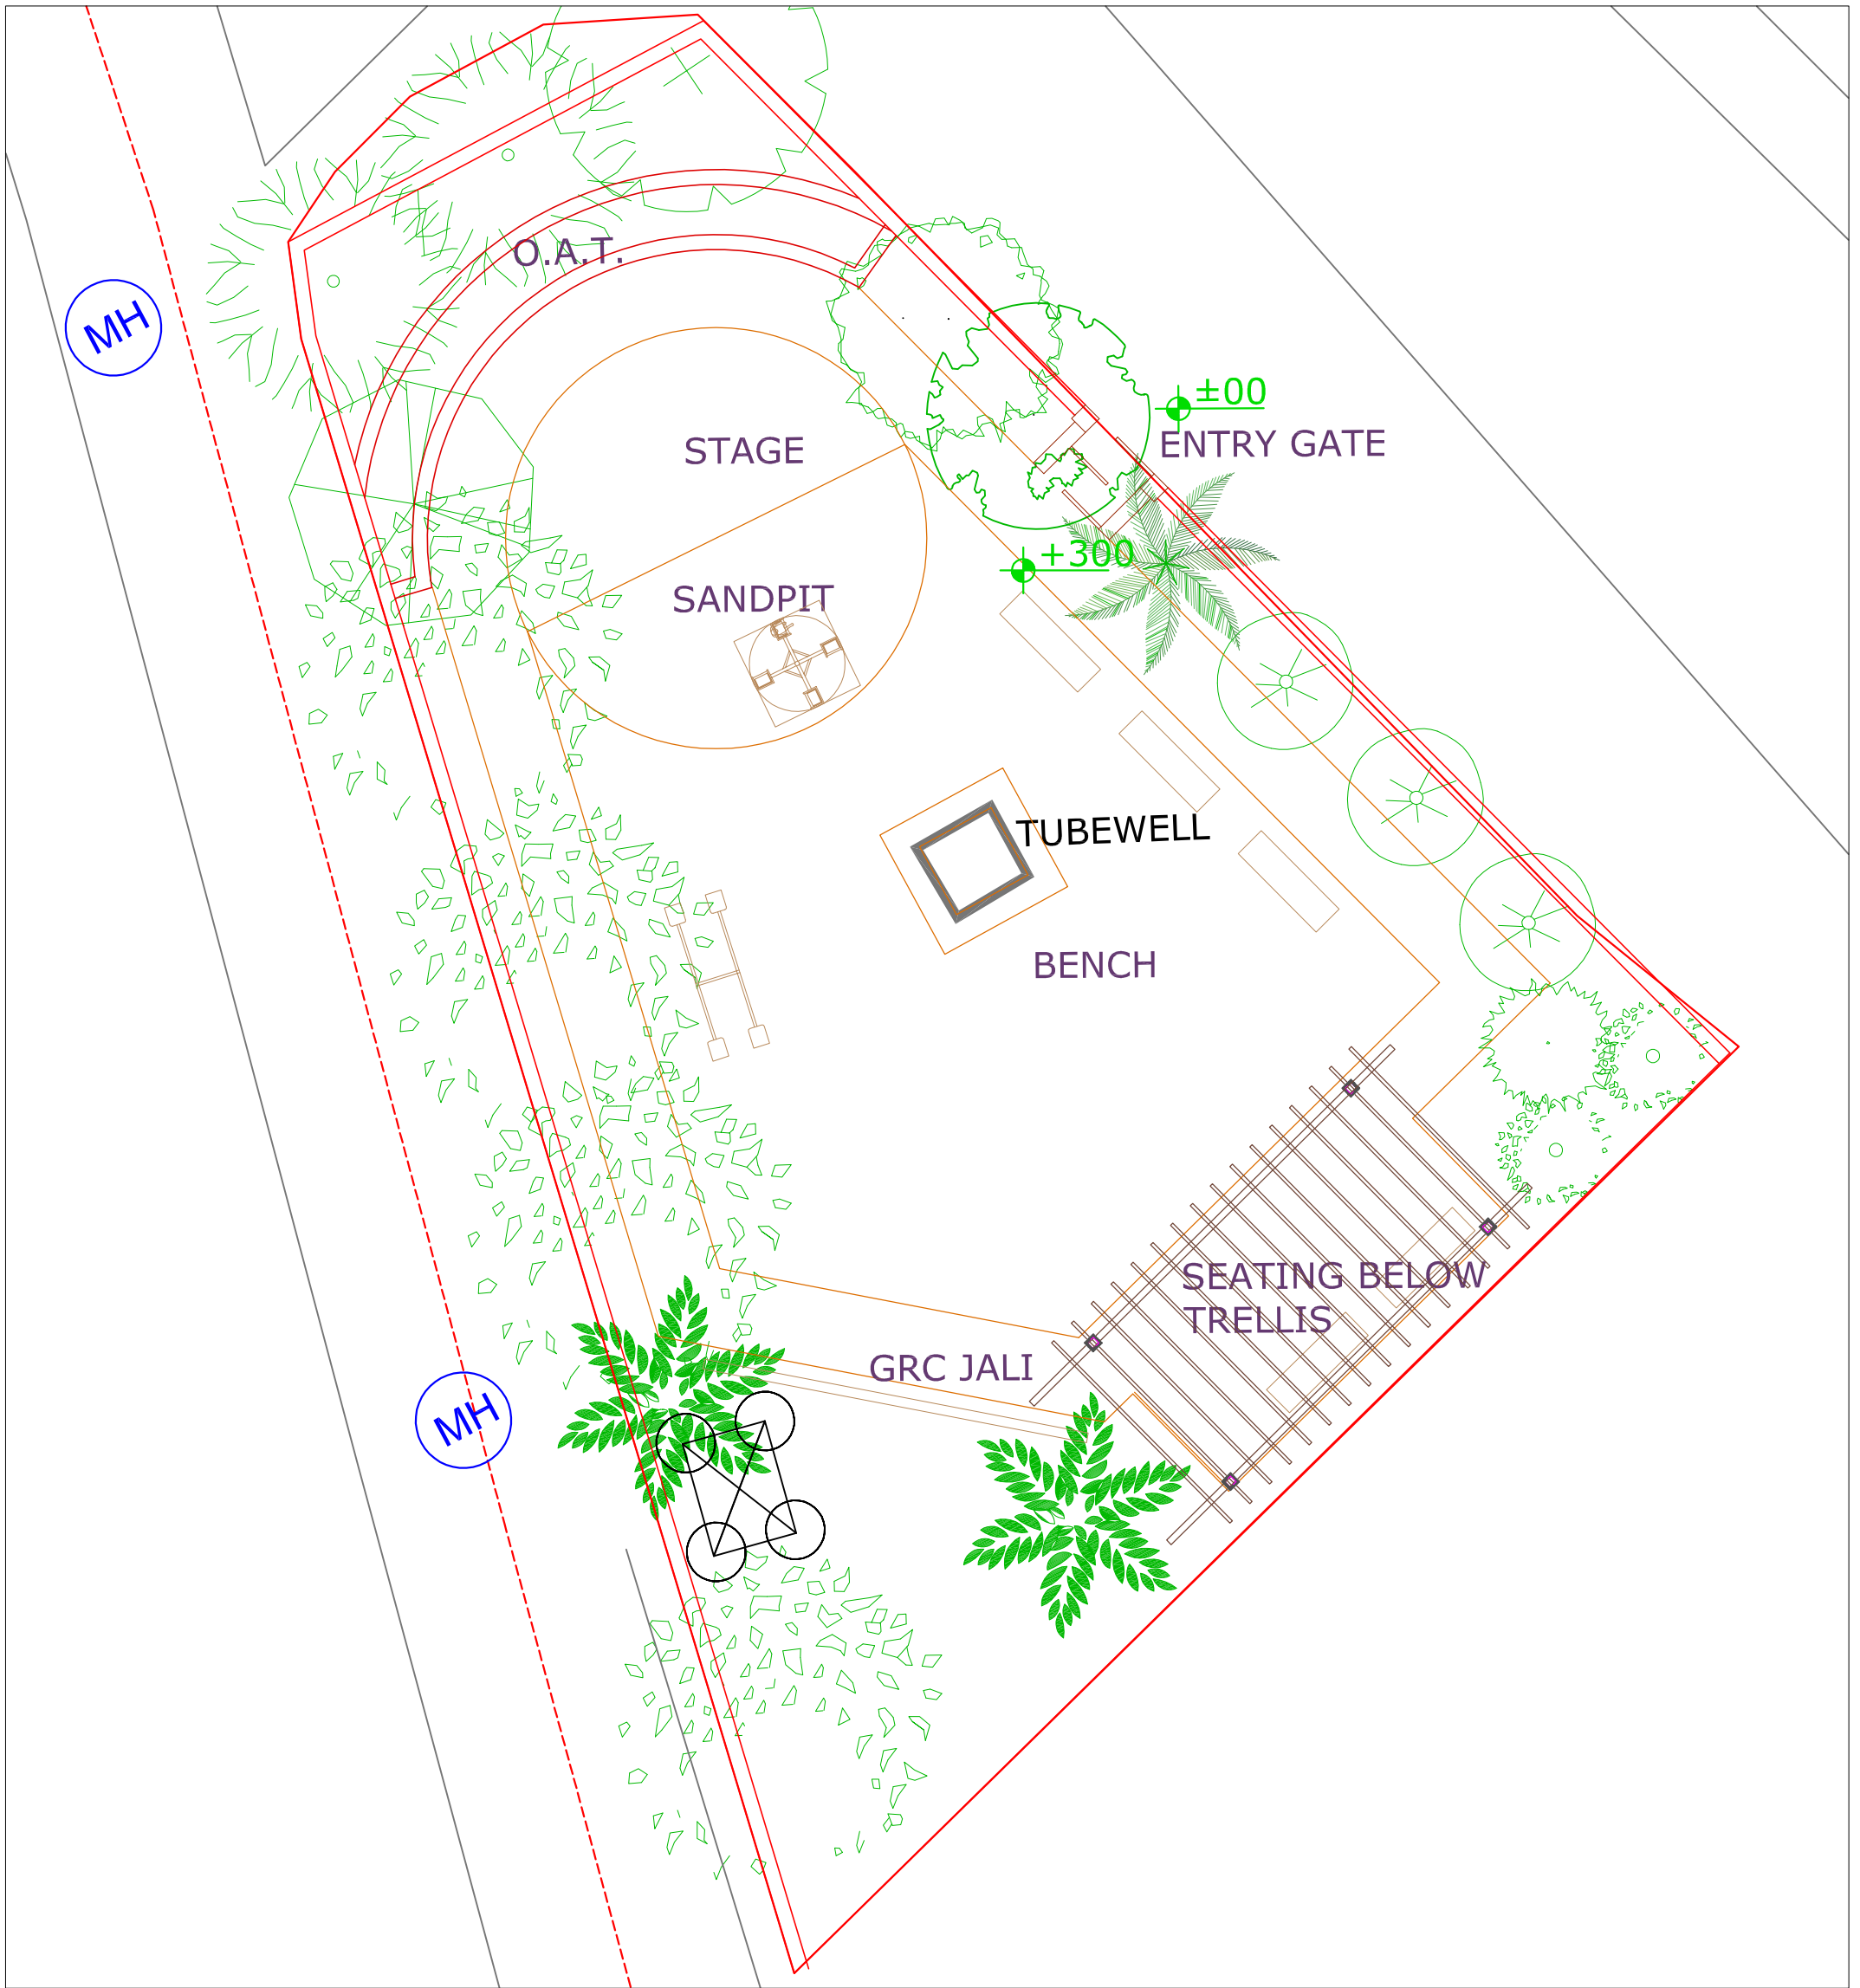 O.A.T.
MH
±00
ENTRY GATE
STAGE
+300
SANDPIT
TUBEWELL
BENCH
SEATING BELOW
TRELLIS
GRC JALI
MH